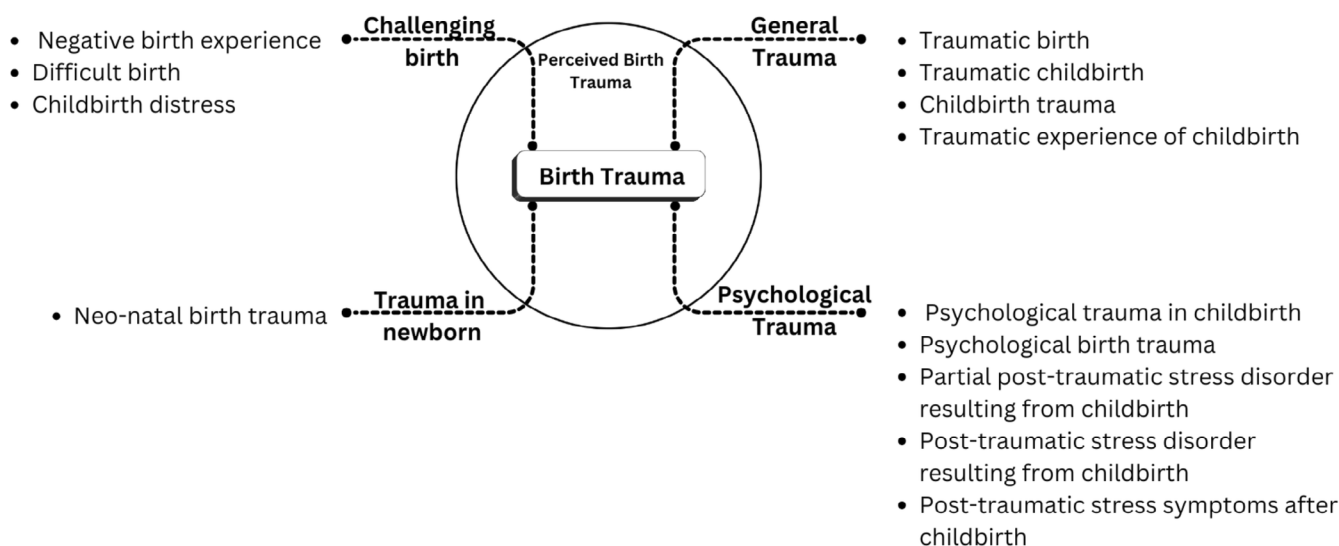 Challenging
birth
• Negative birth experience
• Difficult birth
• Childbirth distress
Perceived Birth
Trauma
General
Trauma
• Traumatic birth
• Traumatic childbirth
• Childbirth trauma
• Traumatic experience of childbirth
Birth Trauma
Trauma in
newborn
• Neo-natal birth trauma
Psychological
Trauma
• Psychological trauma in childbirth
• Psychological birth trauma
• Partial post-traumatic stress disorder
resulting from childbirth
• Post-traumatic stress disorder
resulting from childbirth
• Post-traumatic stress symptoms after
childbirth